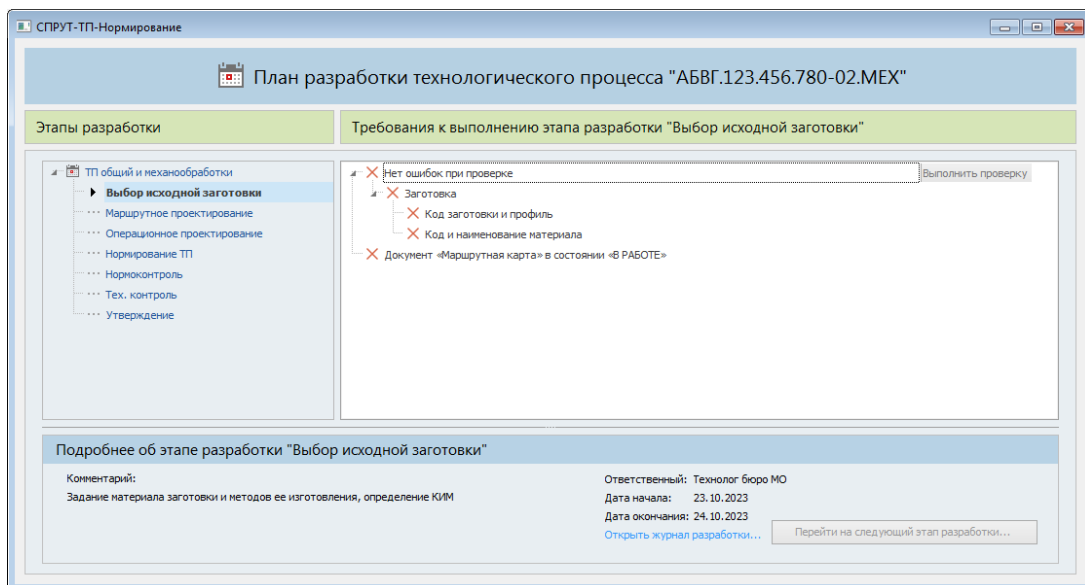 СПРУТ-ТП-Нормирование
План разработки технологического процесса "АБВГ.123.456.780-02.МЕХ"
Этапы разработки
Требования к выполнению этапа разработки "Выбор исходной заготовки"
ТП общий и механообработки
Выбор исходной заготовки
Маршрутное проектирование
Операционное проектирование
Нормирование ТП
Нормоконтроль
Тех. контроль
Утверждение
Нет ошибок при проверке
Выполнить проверку
Заготовка
Код заготовки и профиль
Код и наименование материала
Документ «Маршрутная карта» в состоянии «В РАБОТЕ»
Подробнее об этапе разработки "Выбор исходной заготовки"
Комментарий:
Задание материала заготовки и методов ее изготовления, определение КИМ
Ответственный: Технолог бюро МО
Дата начала: 23.10.2023
Дата окончания: 24.10.2023
Открыть журнал разработки...
Перейти на следующий этап разработки...